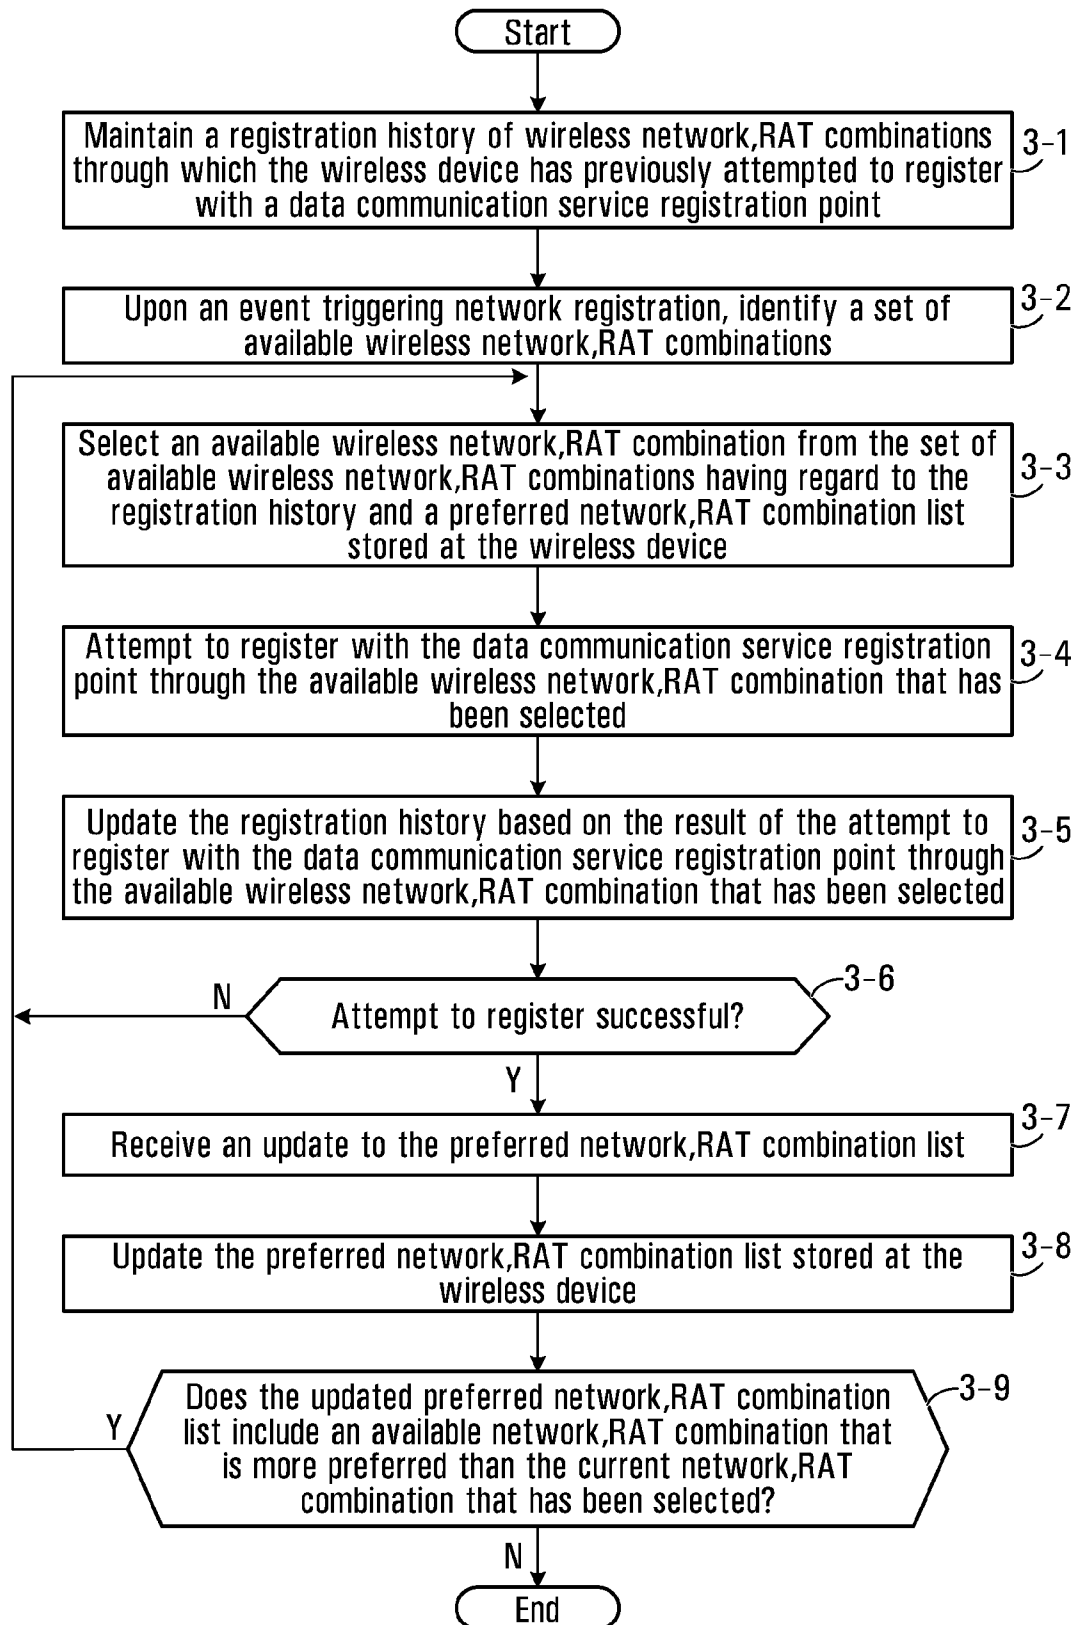 Start
Maintain a registration history of wireless network,RAT combinations
through which the wireless device has previously attempted to register
with a data communication service registration point
3-1
Upon an event triggering network registration, identify a set of
available wireless network,RAT combinations
3-2
Select an available wireless network,RAT combination from the set of
available wireless network,RAT combinations having regard to the
registration history and a preferred network,RAT combination list
stored at the wireless device
3-3
Attempt to register with the data communication service registration
point through the available wireless network,RAT combination that has
been selected
3-4
Update the registration history based on the result of the attempt to
register with the data communication service registration point through
the available wireless network,RAT combination that has been selected
3-5
N
Attempt to register successful?
3-6
Y
Receive an update to the preferred network,RAT combination list
3-7
Update the preferred network,RAT combination list stored at the
wireless device
3-8
Y
Does the updated preferred network,RAT combination
list include an available network,RAT combination that
is more preferred than the current network,RAT
combination that has been selected?
3-9
N
End